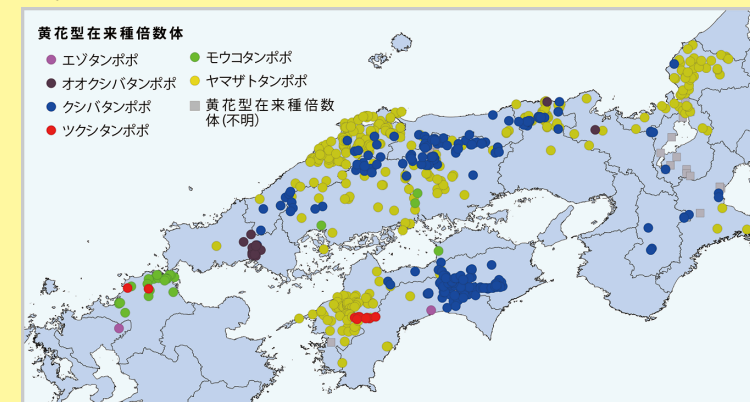 黄花型在来種倍数体
エゾタンポポ
オオクシバタンポポ
クシバタンポポ
ツクシタンポポ
モウコタンポポ
ヤマザトタンポポ
黄花型在来種倍数
体(不明)